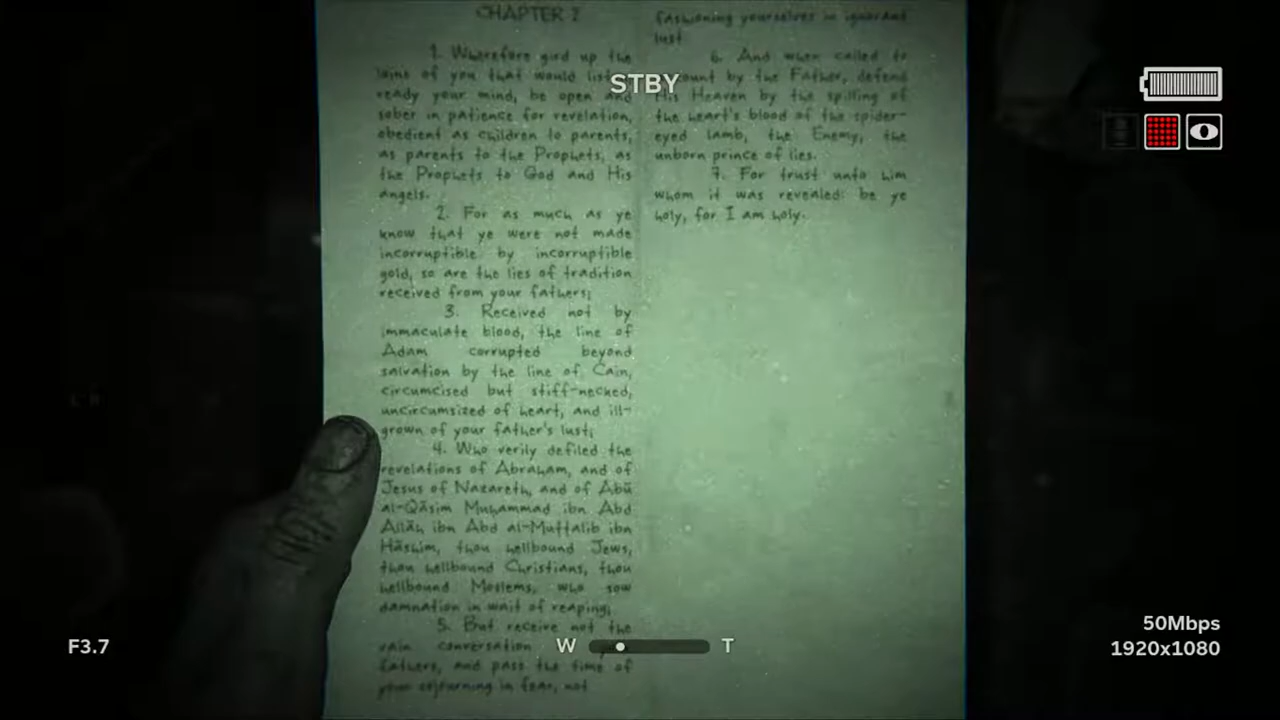 CHAPTER 2
1. Wherefore gird up the
loins of you that would listen,
ready your mind, be open and
sober in patience for revelation,
obedient as children to parents,
as parents to the Prophets, as
the Prophets to God and His
angels.
2. For as much as ye
know that ye were not made
incorruptible by incorruptible
gold, so are the lies of tradition
received from your fathers;
3. Received not by
immaculate blood, the line of
Adam corrupted beyond
salvation by the line of Cain,
circumcised but stiff-necked,
uncircumsized of heart, and ill-
grown of your father's lust;
4. Who verily defiled the
revelations of Abraham, and of
Jesus of Nazareth, and of Abū
al-Qāsim Muḥammad ibn Abd
Allāh ibn Abd al-Muṭṭalib ibn
Hāshim, thou hellbound Jews,
thou hellbound Christians, thou
hellbound Moslems, who sow
damnation in wait of reaping;
5. But receive not the
vain conversation
fathers, and pass the time of
your sojourning in fear, not
fashioning yourselves in ignorant
lust.
6. And when called to
account by the Father, defend
His Heaven by the spilling of
the heart's blood of the spider-
eyed lamb, the Enemy, the
unborn prince of lies.
7. For trust unto him
whom it was revealed: be ye
holy, for I am holy.
STBY
F3.7
W T
50Mbps
1920x1080